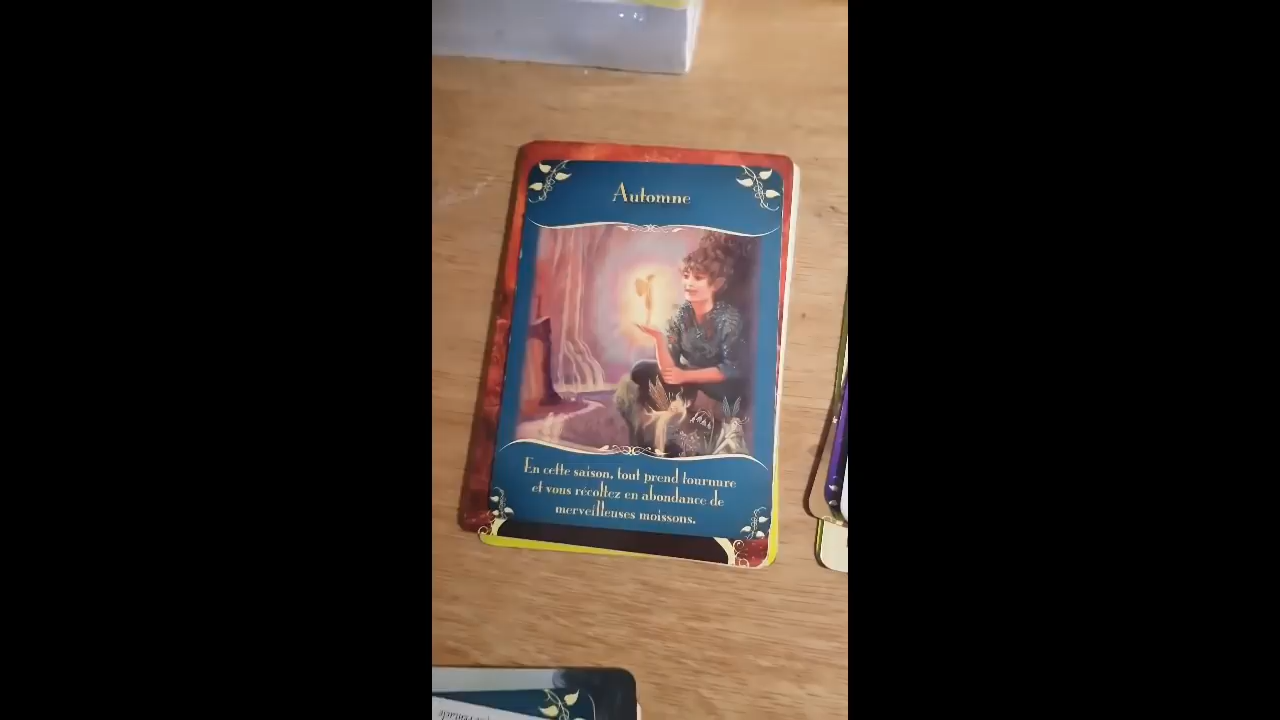 Automne
En cette saison, tout prend tournure
et vous récoltez en abondance de
merveilleuses moissons.